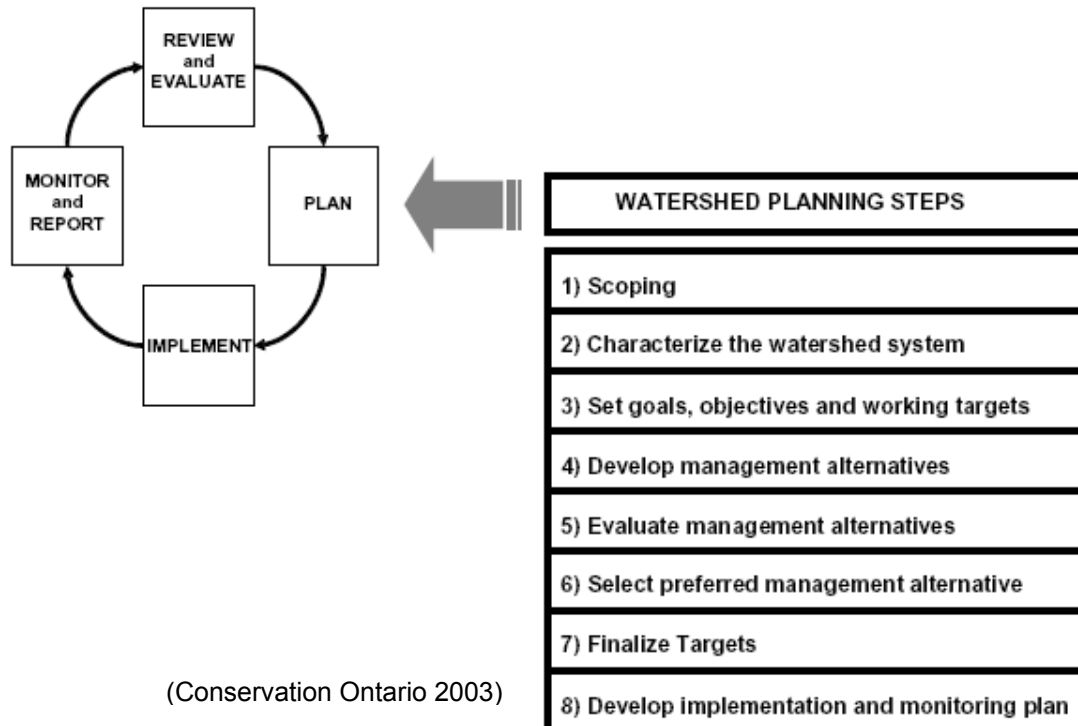 REVIEW
and
EVALUATE
MONITOR
and
REPORT
PLAN
IMPLEMENT
WATERSHED PLANNING STEPS
1) Scoping
2) Characterize the watershed system
3) Set goals, objectives and working targets
4) Develop management alternatives
5) Evaluate management alternatives
6) Select preferred management alternative
7) Finalize Targets
8) Develop implementation and monitoring plan
(Conservation Ontario 2003)